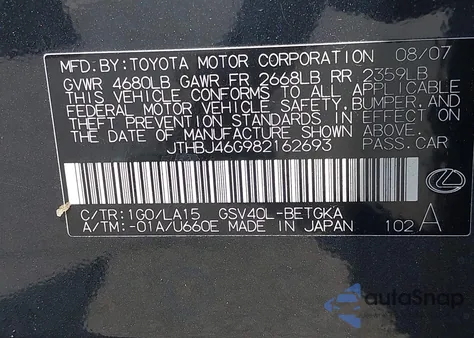 MFD.BY:TOYOTA MOTOR CORPORATION 08/07
GVWR 4680LB GAWR FR 2668LB RR 2359LB
THIS VEHICLE CONFORMS TO ALL APPLICABLE
FEDERAL MOTOR VEHICLE SAFETY,BUMPER,AND
THEFT PREVENTION STANDARDS IN EFFECT ON
THE DATE OF MANUFACTURE SHOWN ABOVE.
JTHBJ46G982162693 PASS.CAR
C/TR:1G0/LA15 GSV40L-BETGKA
A/TM:-01A/U660E MADE IN JAPAN 102 A
autoSnap